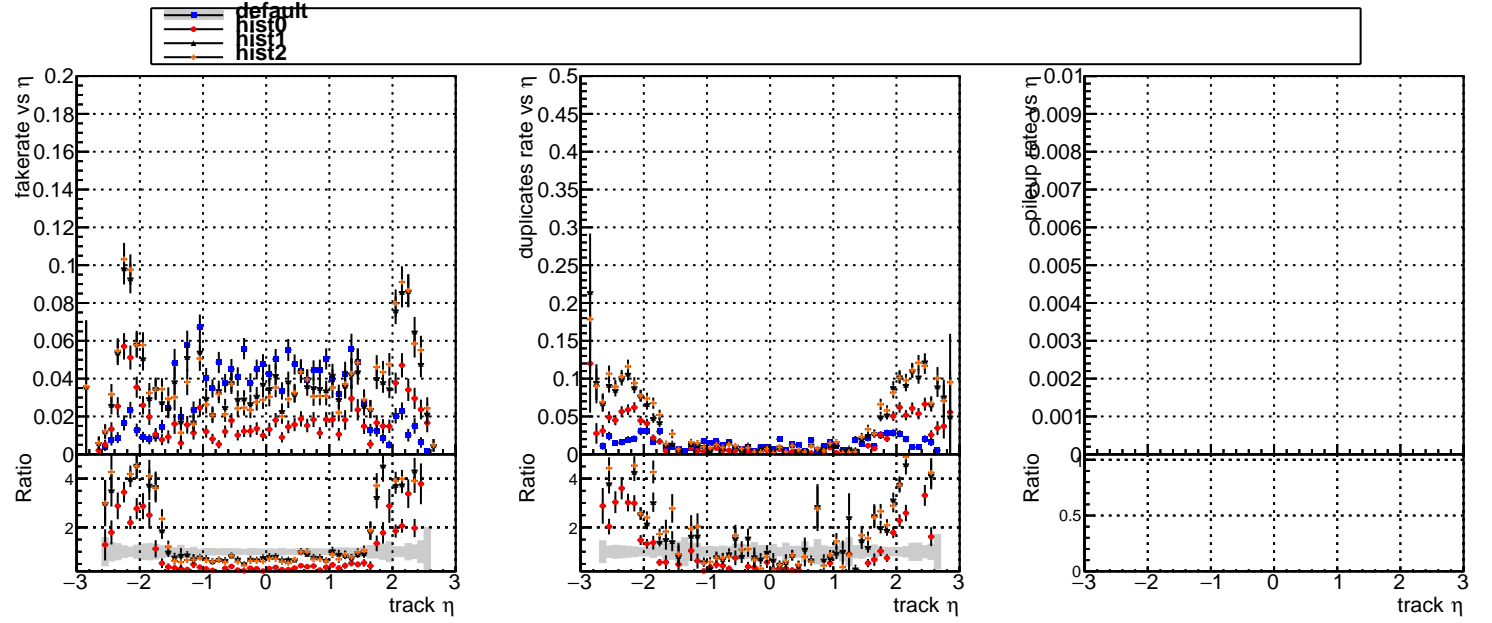 default
hist0
hist1
hist2
fakerate vs η
0.2
0.18
0.16
0.14
0.12
0.1
0.08
0.06
0.04
0.02
0
Ratio
4
2
−3 −2 −1 0 1 2 3
track η
duplicates rate vs η
0.5
0.45
0.4
0.35
0.3
0.25
0.2
0.15
0.1
0.05
0
Ratio
4
2
−3 −2 −1 0 1 2 3
track η
pileup rate vs η
0.01
0.009
0.008
0.007
0.006
0.005
0.004
0.003
0.002
0.001
0
Ratio
1
0.5
0
−3 −2 −1 0 1 2 3
track η